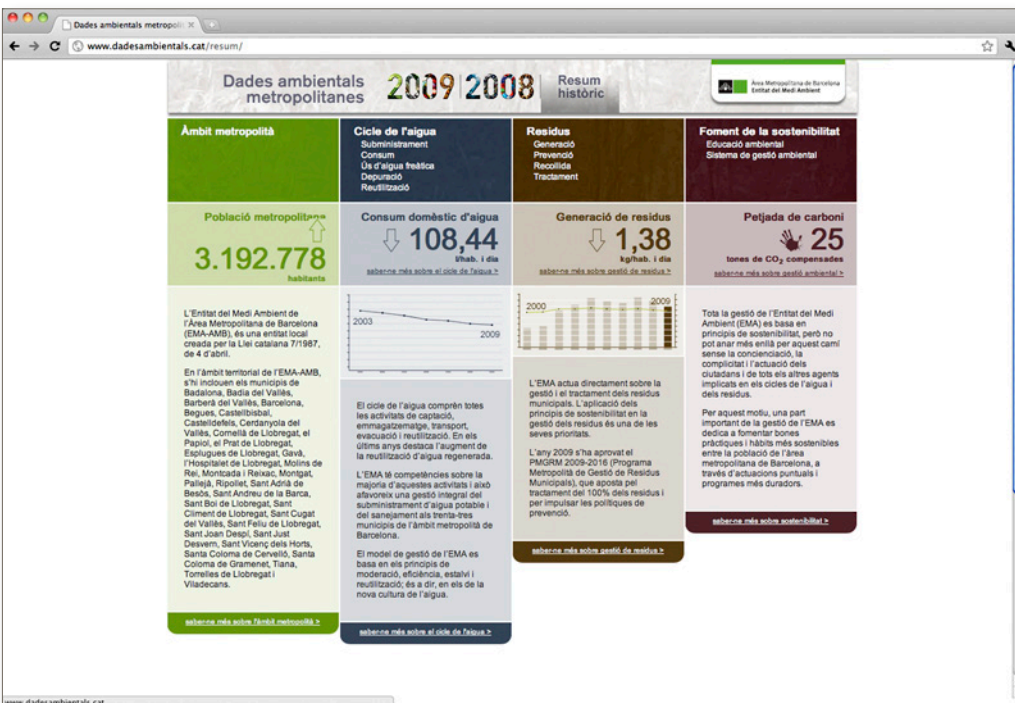 Dades ambientals metropoli
www.dadesambientals.cat/resum/
Dades ambientals
metropolitanes
2009|2008
Resum
històric
Àrea Metropolitana de Barcelona
Entitat del Medi Ambient
Àmbit metropolità
Cicle de l'aigua
Subministrament
Consum
Ús d'aigua freàtica
Depuració
Reutilització
Residus
Generació
Prevenció
Recollida
Tractament
Foment de la sostenibilitat
Educació ambiental
Sistema de gestió ambiental
Població metropolitana
3.192.778
habitants
Consum domèstic d'aigua
108,44
l/hab. i dia
saber-ne més sobre el cicle de l'aigua >
Generació de residus
1,38
kg/hab. i dia
saber-ne més sobre gestió de residus >
Petjada de carboni
25
tones de CO2 compensades
saber-ne més sobre gestió ambiental >
L'Entitat del Medi Ambient de
l'Àrea Metropolitana de Barcelona
(EMA-AMB), és una entitat local
creada per la Llei catalana 7/1987,
de 4 d'abril.
En l'àmbit territorial de l'EMA-AMB,
s'hi inclouen els municipis de
Badalona, Badia del Vallès,
Barberà del Vallès, Barcelona,
Begues, Castellbisbal,
Castelldefels, Cerdanyola del
Vallès, Cornellà de Llobregat, el
Papiol, el Prat de Llobregat,
Esplugues de Llobregat, Gavà,
l'Hospitalet de Llobregat, Molins de
Rei, Montcada i Reixac, Montgat,
Pallejà, Ripollet, Sant Adrià de
Besòs, Sant Andreu de la Barca,
Sant Boi de Llobregat, Sant
Climent de Llobregat, Sant Cugat
del Vallès, Sant Feliu de Llobregat,
Sant Joan Despí, Sant Just
Desvern, Sant Vicenç dels Horts,
Santa Coloma de Cervelló, Santa
Coloma de Gramenet, Tiana,
Torrelles de Llobregat i
Viladecans.
saber-ne més sobre l'àmbit metropolità >
2003
2009
El cicle de l'aigua comprèn totes
les activitats de captació,
emmagatzematge, transport,
evacuació i reutilització. En els
últims anys destaca l'augment de
la reutilització d'aigua regenerada.
L'EMA té competències sobre la
majoria d'aquestes activitats i això
afavoreix una gestió integral del
subministrament d'aigua potable i
del sanejament als trenta-tres
municipis de l'àmbit metropolità de
Barcelona.
El model de gestió de l'EMA es
basa en els principis de
moderació, eficiència, estalvi i
reutilització; és a dir, en els de la
nova cultura de l'aigua.
saber-ne més sobre el cicle de l'aigua >
2000
2009
L'EMA actua directament sobre la
gestió i el tractament dels residus
municipals. L'aplicació dels
principis de sostenibilitat en la
gestió dels residus és una de les
seves prioritats.
L'any 2009 s'ha aprovat el
PMGRM 2009-2016 (Programa
Metropolità de Gestió de Residus
Municipals), que aposta pel
tractament del 100% dels residus i
per impulsar les polítiques de
prevenció.
saber-ne més sobre gestió de residus >
Tota la gestió de l'Entitat del Medi
Ambient (EMA) es basa en
principis de sostenibilitat, però no
pot anar més enllà per aquest camí
sense la concienciació, la
complicitat i l'actuació dels
ciutadans i de tots els altres agents
implicats en els cicles de l'aigua i
dels residus.
Per aquest motiu, una part
important de la gestió de l'EMA es
dedica a fomentar bones
pràctiques i hàbits més sostenibles
entre la població de l'àrea
metropolitana de Barcelona, a
través d'actuacions puntuals i
programes més duradors.
saber-ne més sobre sostenibilitat >
www.dadesambientals.cat